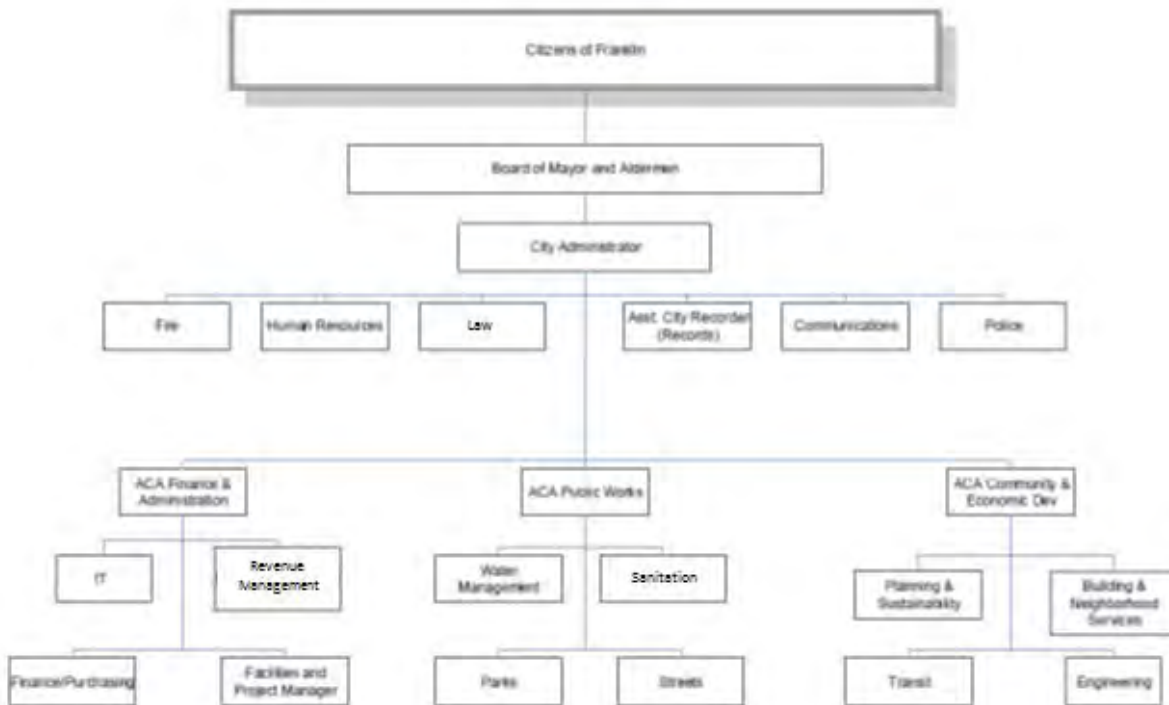 Citizens of Franklin
Board of Mayor and Aldermen
City Administrator
Fire
Human Resources
Law
Asst. City Recorder
(Records)
Communications
Police
ACA Finance &
Administration
ACA Public Works
ACA Community &
Economic Dev
IT
Revenue
Management
Water
Management
Sanitation
Planning &
Sustainability
Building &
Neighborhood
Services
Finance/Purchasing
Facilities and
Project Manager
Parks
Streets
Transit
Engineering